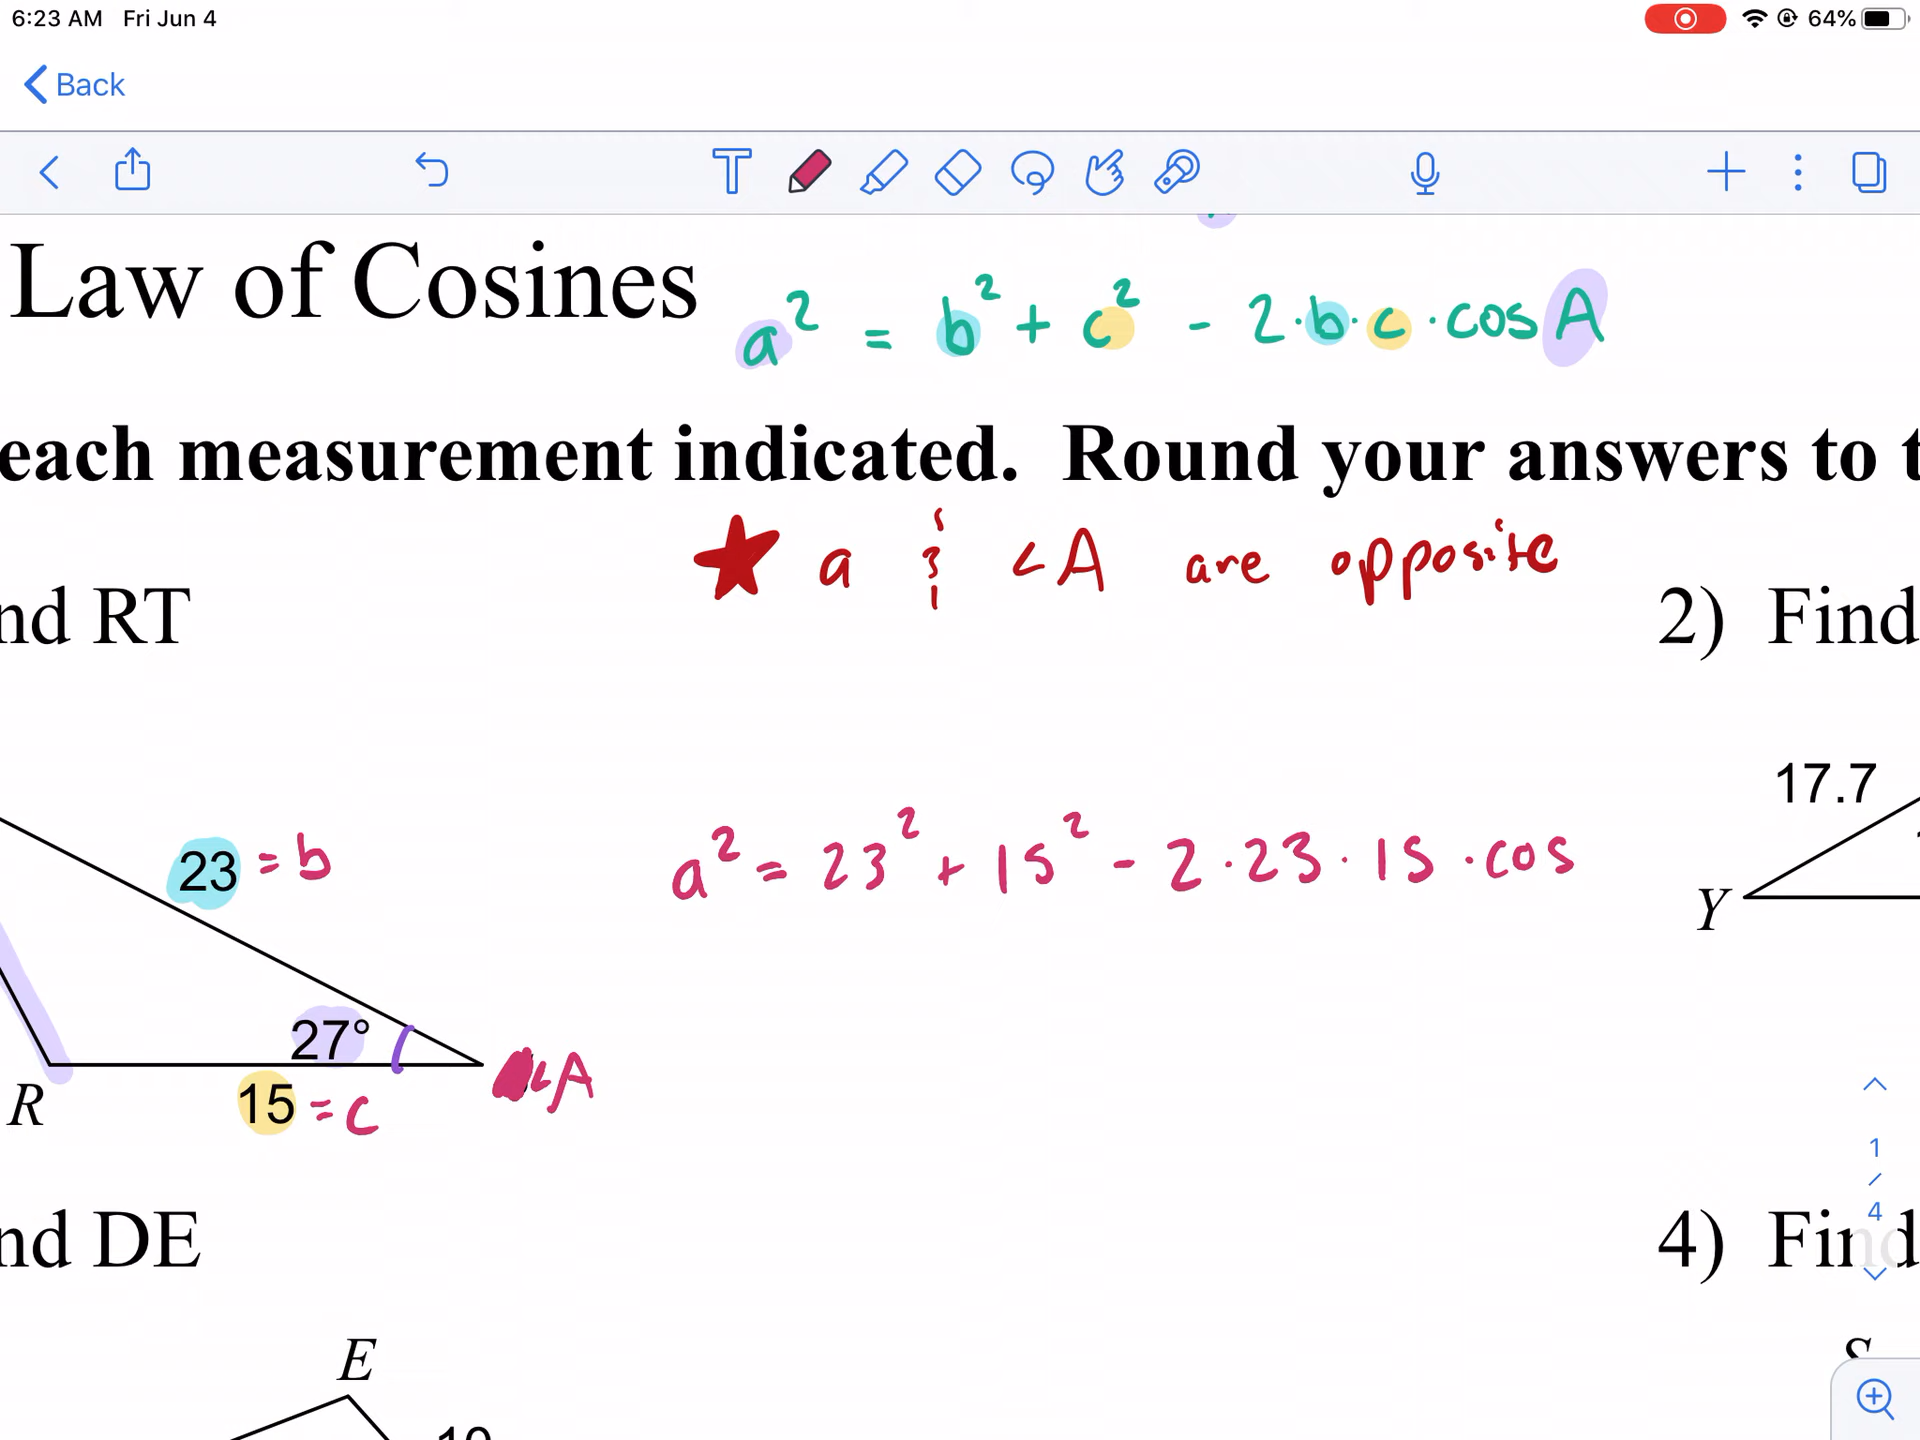 6:23 AM Fri Jun 4 64%
Back
Law of Cosines a² = b² + c² - 2·b·c·cos A
each measurement indicated. Round your answers to t
a & <A are opposite
nd RT
2) Find
17.7
23 = b
a² = 23² + 15² - 2·23·15·cos
Y
27°
<A
R
15 = c
1
/
4
nd DE
4) Find
E
S
10